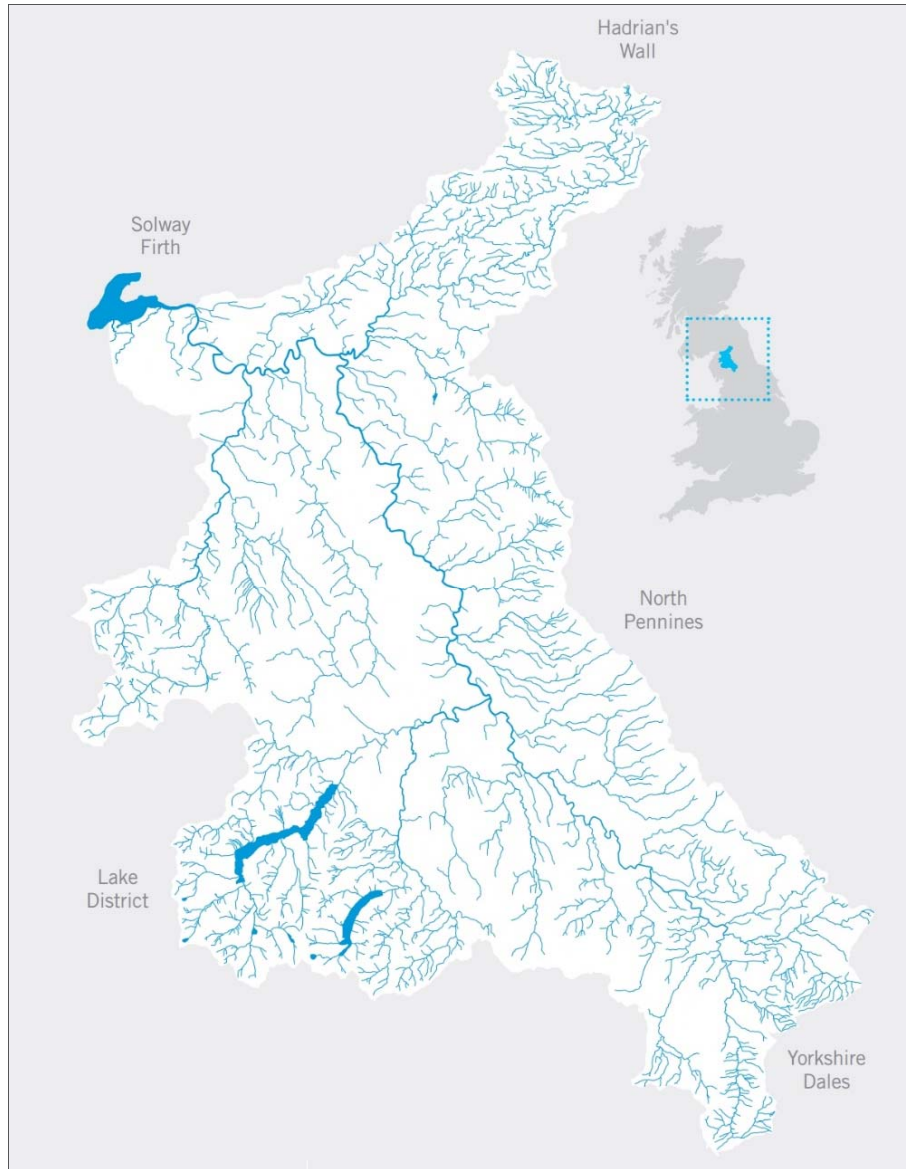 Hadrian's
Wall
Solway
Firth
North
Pennines
Lake
District
Yorkshire
Dales